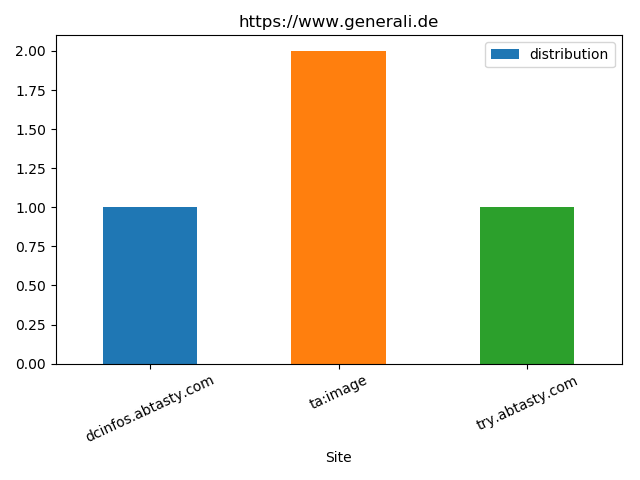 https://www.generali.de
distribution
2.00
1.75
1.50
1.25
1.00
0.75
0.50
0.25
0.00
dcinfos.abtasty.com
ta:image
try.abtasty.com
Site